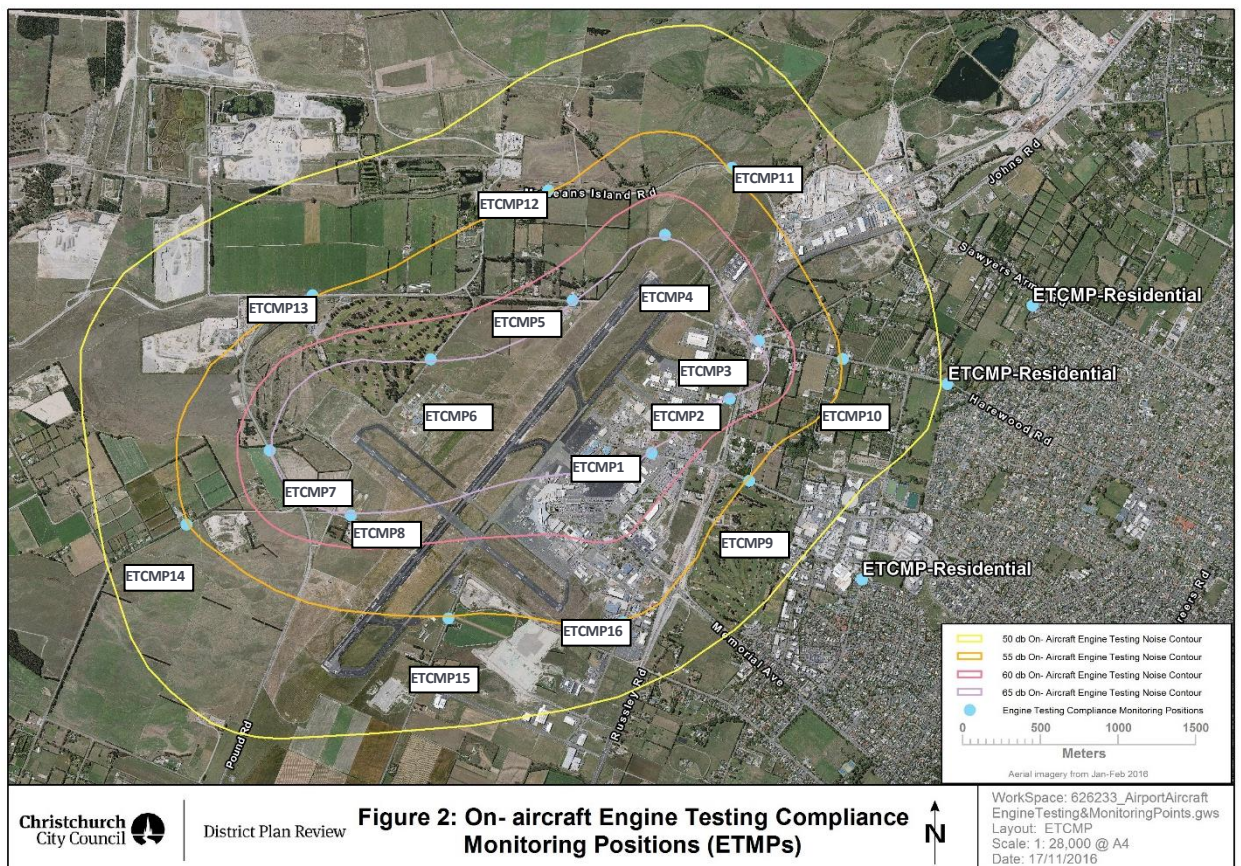 ETCMP12
Island Rd
ETCMP11
Johns Rd
ETCMP13
ETCMP5
ETCMP4
Sawyers
ETCMP-Residential
ETCMP3
ETCMP-Residential
ETCMP6
ETCMP2
ETCMP10
Harewood Rd
ETCMP1
ETCMP7
ETCMP8
ETCMP9
ETCMP14
ETCMP-Residential
ETCMP16
Memorial Ave
ETCMP15
Russley Rd
Pound Rd
50 db On- Aircraft Engine Testing Noise Contour
55 db On- Aircraft Engine Testing Noise Contour
60 db On- Aircraft Engine Testing Noise Contour
65 db On- Aircraft Engine Testing Noise Contour
Engine Testing Compliance Monitoring Positions
0 500 1000 1500
Meters
Aerial imagery from Jan-Feb 2016
Christchurch
City Council
District Plan Review
Figure 2: On- aircraft Engine Testing Compliance
Monitoring Positions (ETMPs)
N
WorkSpace: 626233_AirportAircraft
EngineTesting&MonitoringPoints.gws
Layout: ETCMP
Scale: 1: 28,000 @ A4
Date: 17/11/2016